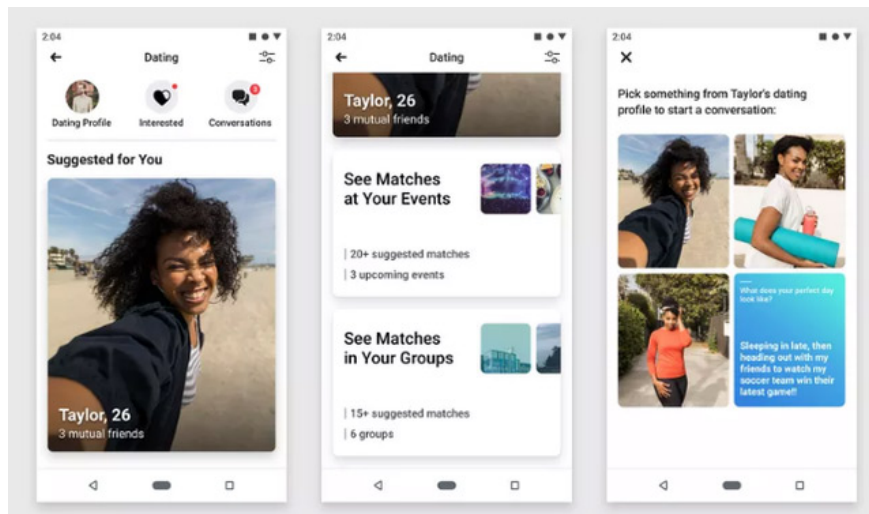 2:04
Dating
Dating Profile
Interested
Conversations
Suggested for You
Taylor, 26
3 mutual friends
2:04
Dating
Taylor, 26
3 mutual friends
See Matches
at Your Events
20+ suggested matches
3 upcoming events
See Matches
in Your Groups
15+ suggested matches
6 groups
2:04
Pick something from Taylor's dating
profile to start a conversation:
What does your perfect day
look like?
Sleeping in late, then
heading out with my
friends to watch my
soccer team win their
latest game!!